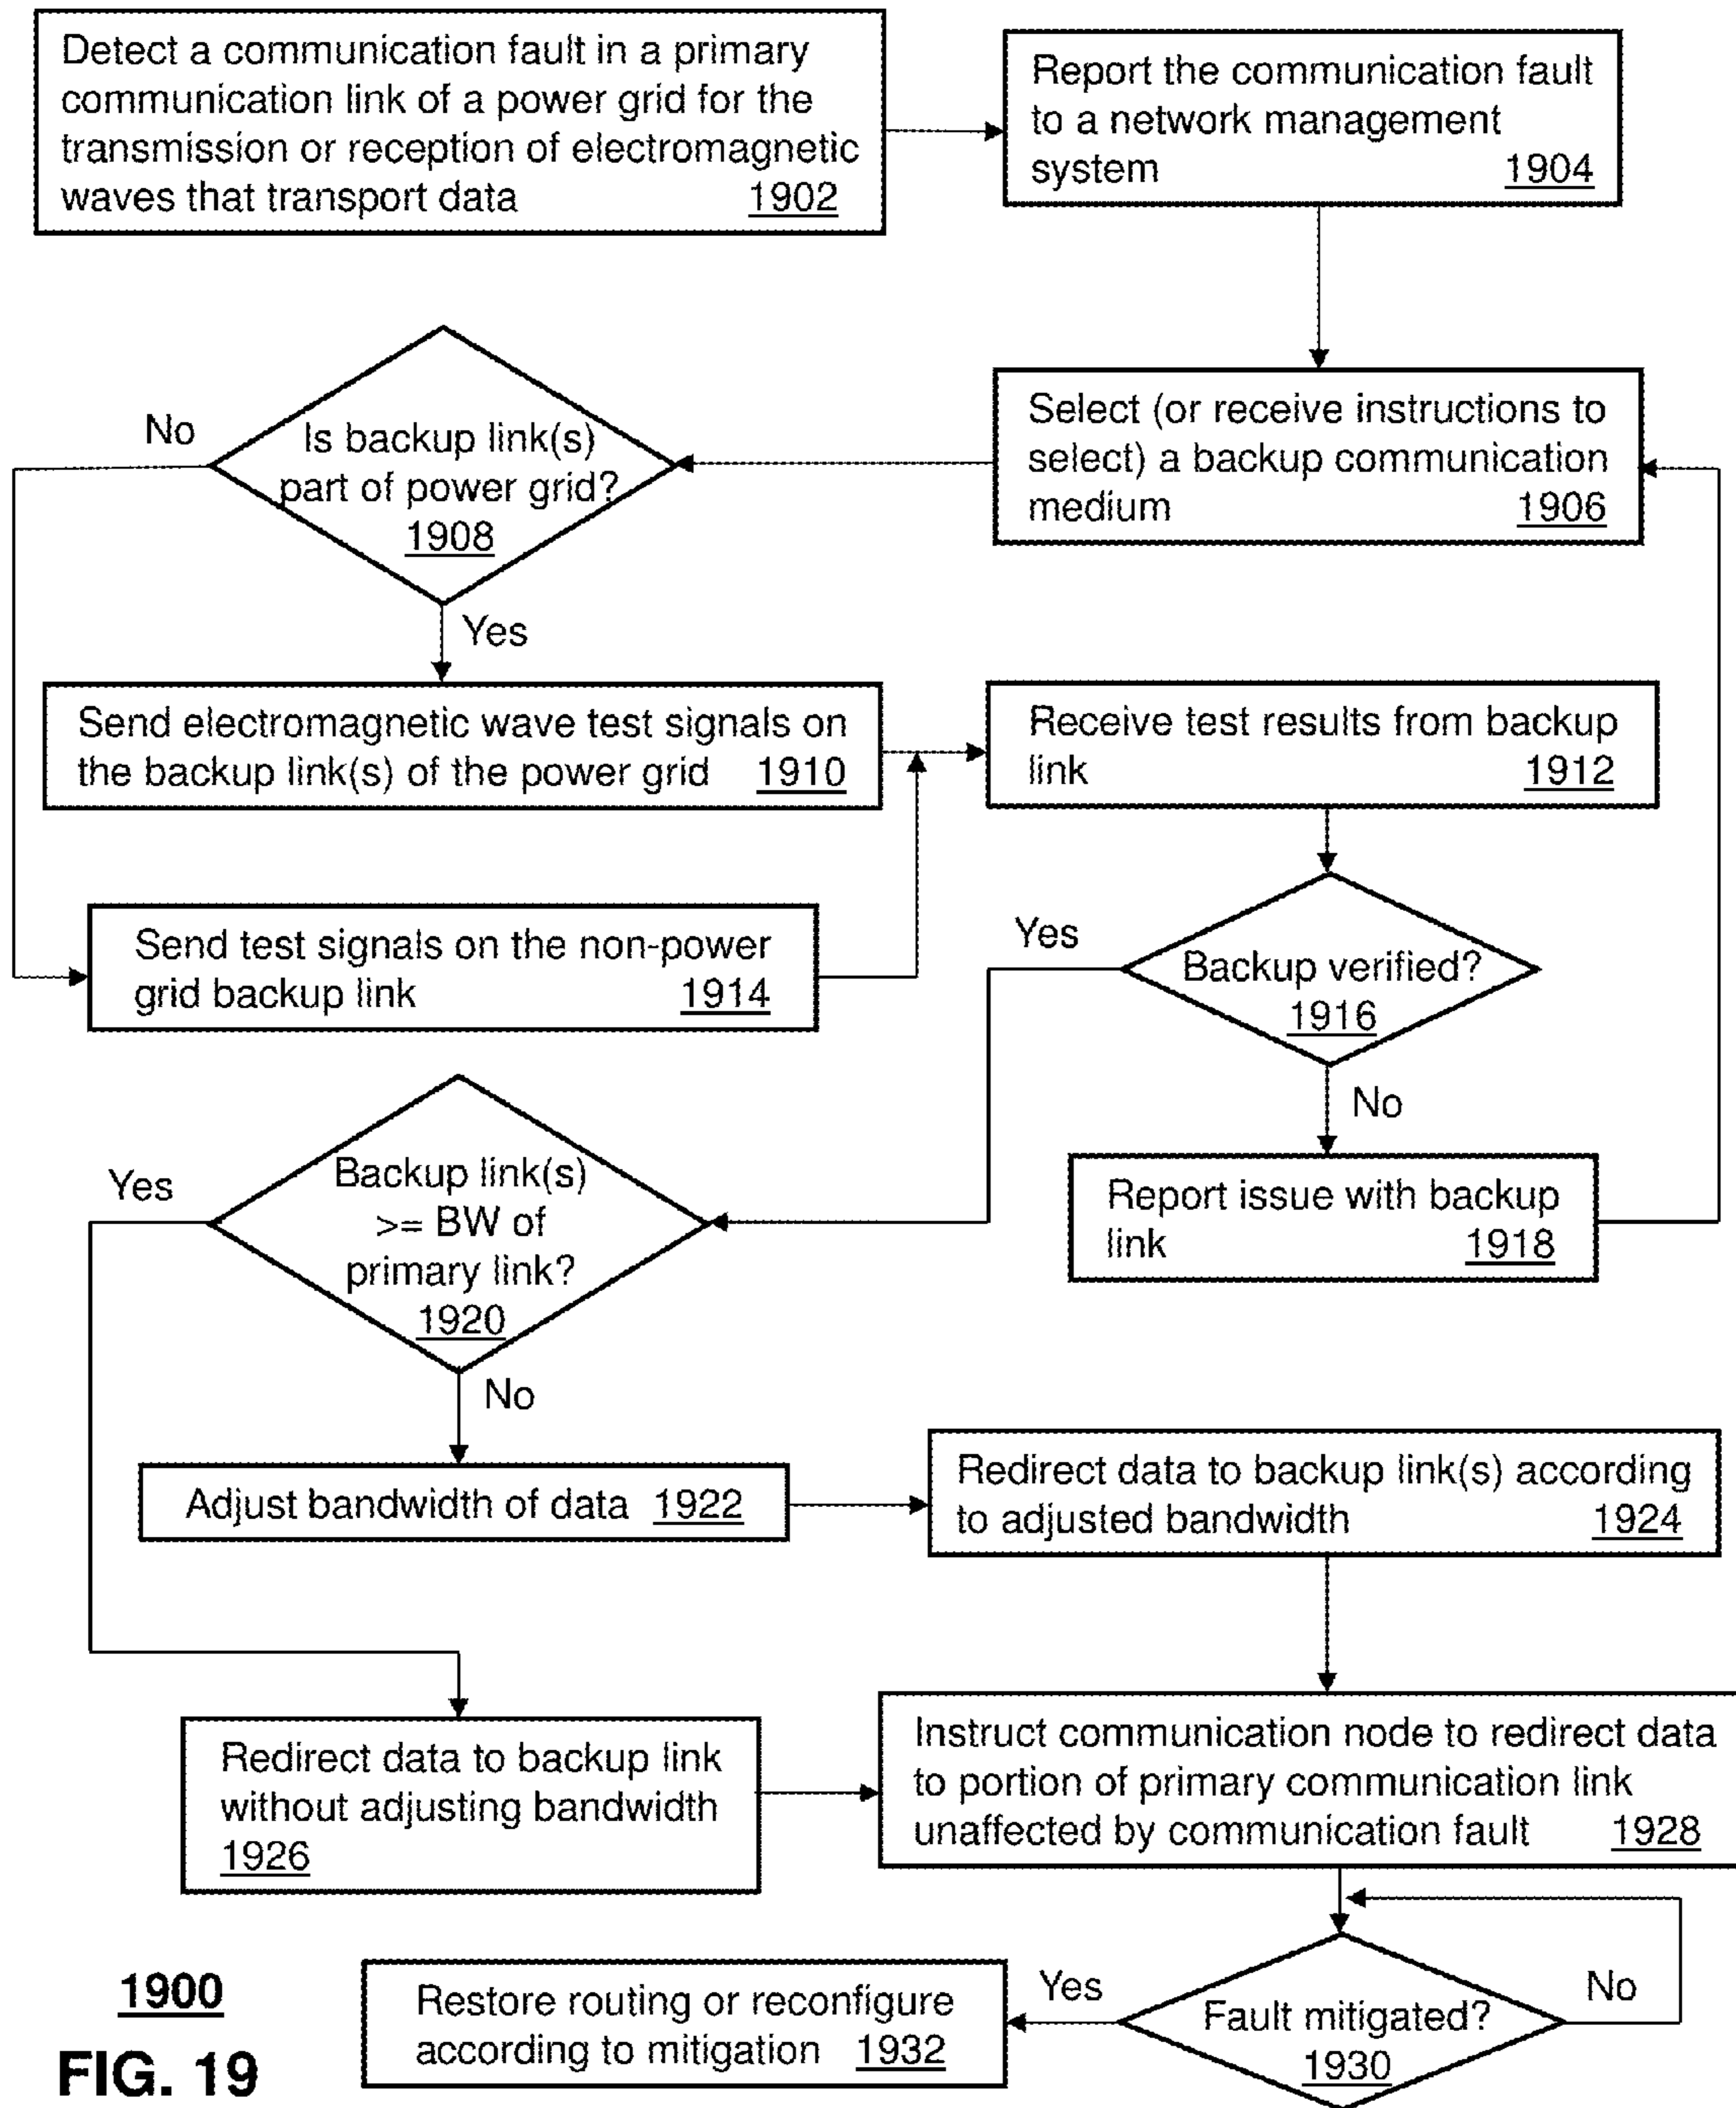 Detect a communication fault in a primary
communication link of a power grid for the
transmission or reception of electromagnetic
waves that transport data 1902
Report the communication fault
to a network management
system 1904
Select (or receive instructions to
select) a backup communication
medium 1906
No
Is backup link(s)
part of power grid?
1908
Yes
Send electromagnetic wave test signals on
the backup link(s) of the power grid 1910
Receive test results from backup
link 1912
Send test signals on the non-power
grid backup link 1914
Yes
Backup verified?
1916
No
Report issue with backup
link 1918
Yes
Backup link(s)
>= BW of
primary link?
1920
No
Adjust bandwidth of data 1922
Redirect data to backup link(s) according
to adjusted bandwidth 1924
Redirect data to backup link
without adjusting bandwidth
1926
Instruct communication node to redirect data
to portion of primary communication link
unaffected by communication fault 1928
Fault mitigated?
1930
No
Yes
Restore routing or reconfigure
according to mitigation 1932
1900
FIG. 19